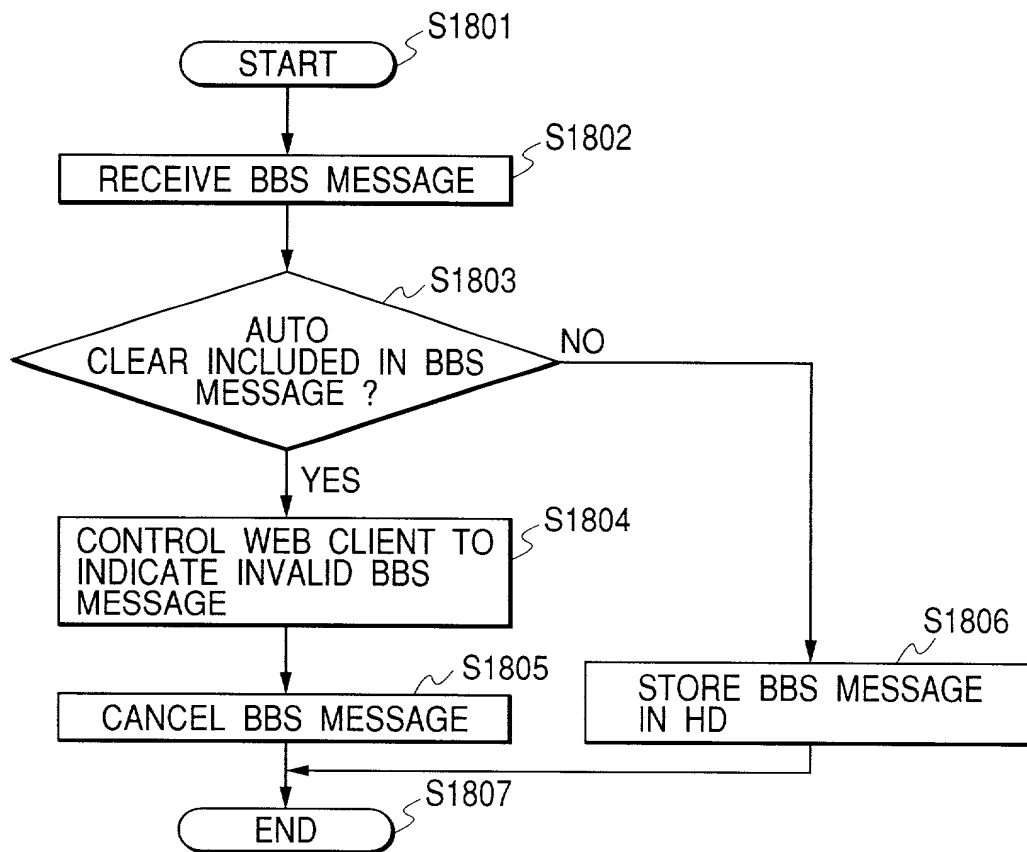 S1801
START
S1802
RECEIVE BBS MESSAGE
S1803
AUTO
CLEAR INCLUDED IN BBS
MESSAGE ?
NO
YES
S1804
CONTROL WEB CLIENT TO
INDICATE INVALID BBS
MESSAGE
S1805
CANCEL BBS MESSAGE
S1806
STORE BBS MESSAGE
IN HD
S1807
END